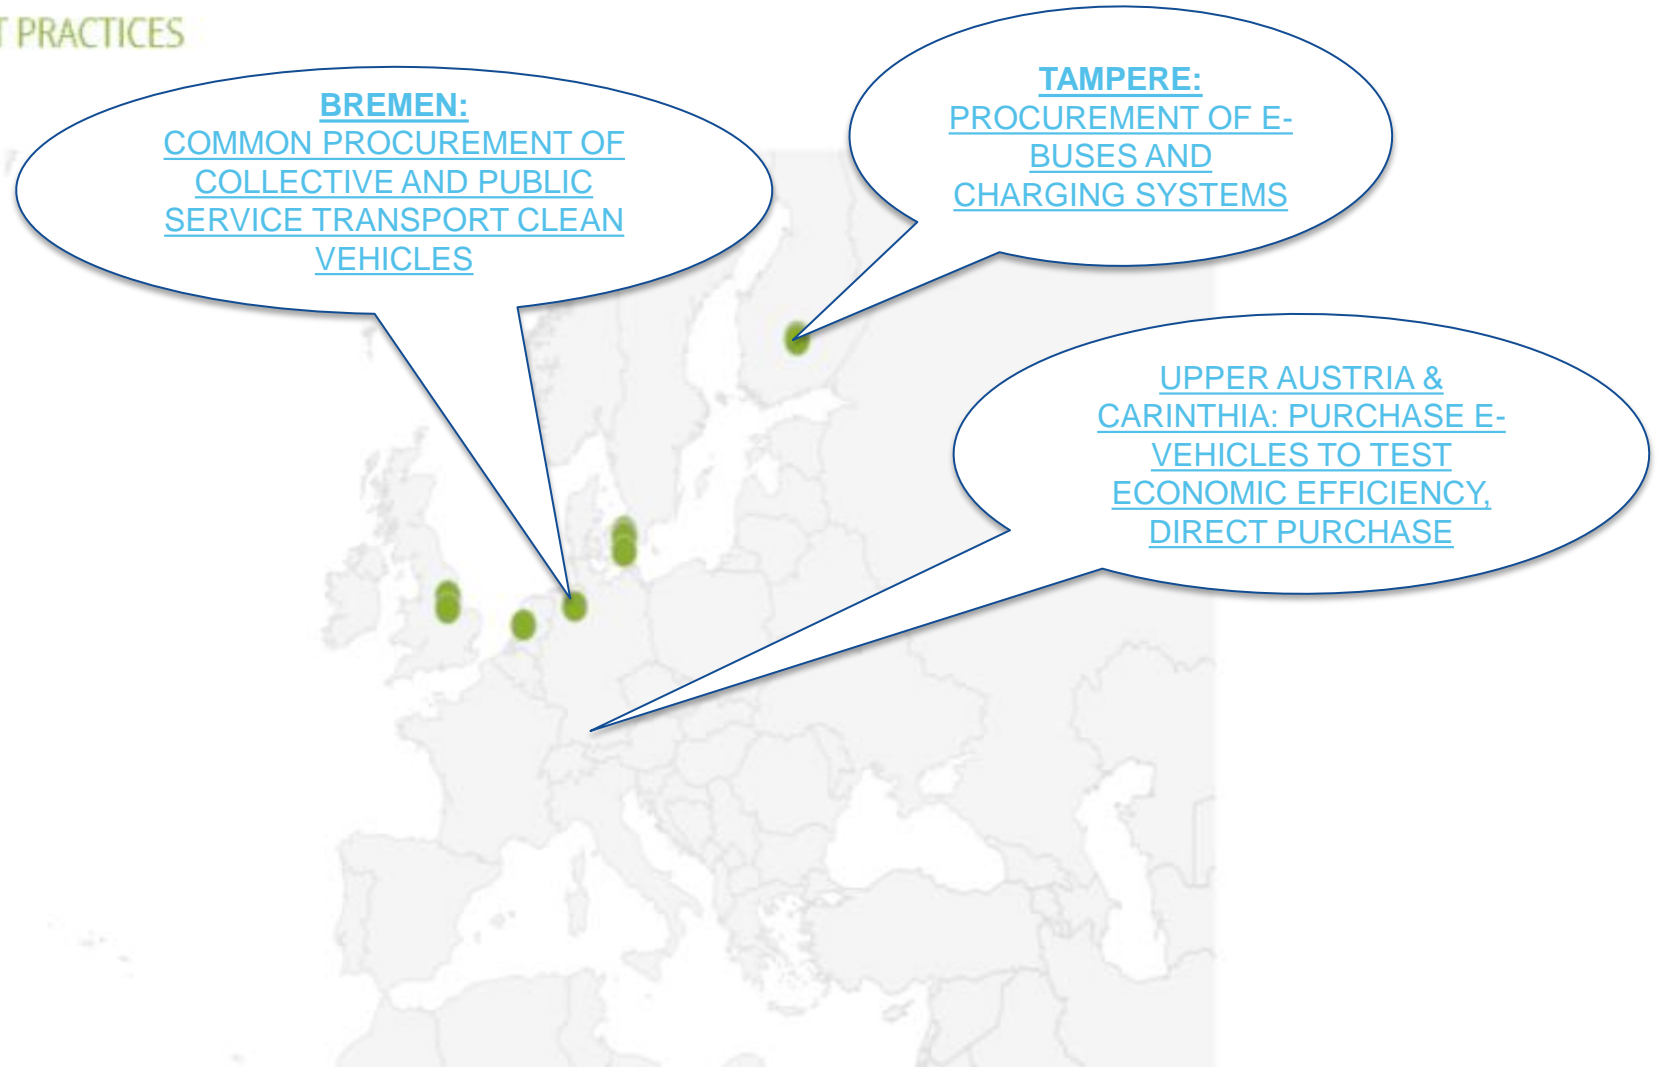 T PRACTICES
BREMEN:
COMMON PROCUREMENT OF
COLLECTIVE AND PUBLIC
SERVICE TRANSPORT CLEAN
VEHICLES
TAMPERE:
PROCUREMENT OF E-
BUSES AND
CHARGING SYSTEMS
UPPER AUSTRIA &
CARINTHIA: PURCHASE E-
VEHICLES TO TEST
ECONOMIC EFFICIENCY,
DIRECT PURCHASE